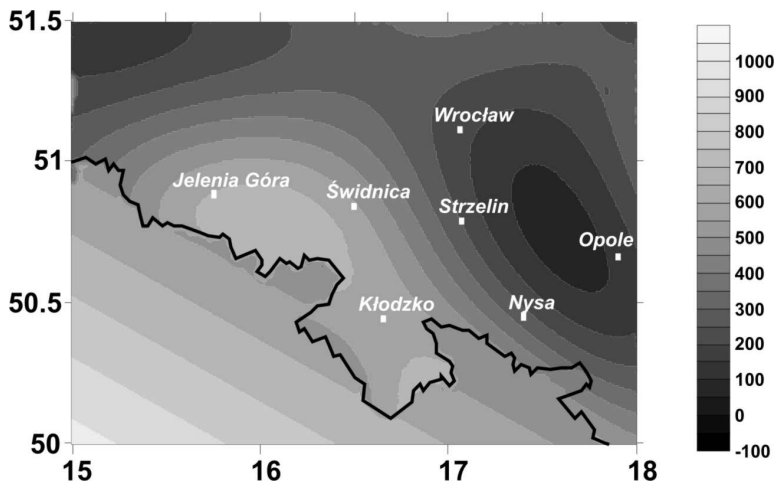 51.5
51
50.5
50
15
16
17
18
Wrocław
Jelenia Góra
Świdnica
Strzelin
Opole
Kłodzko
Nysa
1000
900
800
700
600
500
400
300
200
100
0
-100